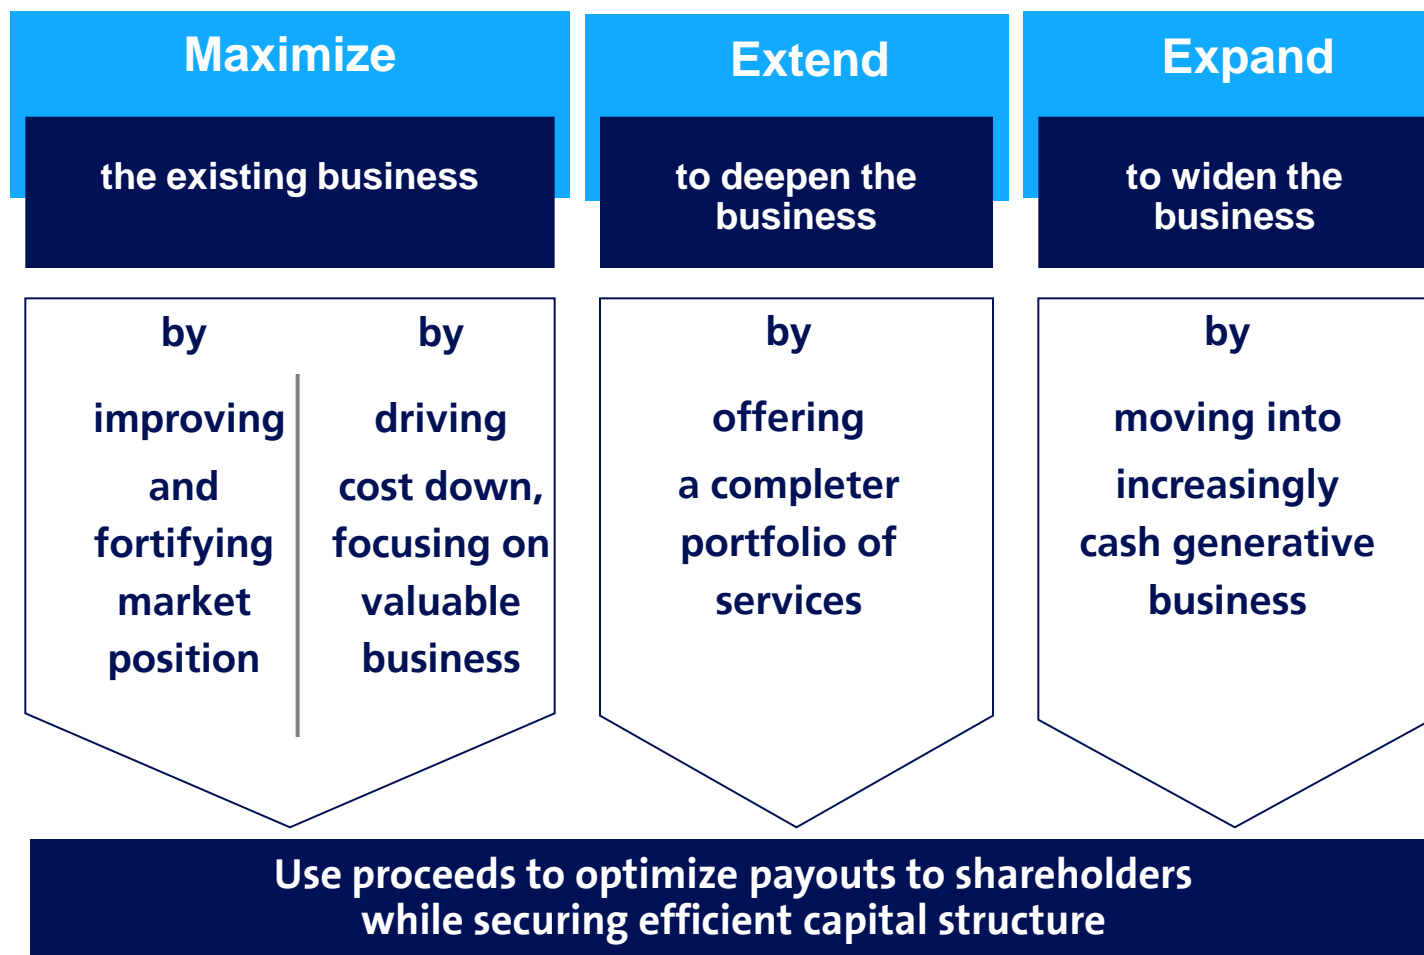 Maximize
the existing business
by
improving
and
fortifying
market
position
by
driving
cost down,
focusing on
valuable
business
Extend
to deepen the
business
by
offering
a completer
portfolio of
services
Expand
to widen the
business
by
moving into
increasingly
cash generative
business
Use proceeds to optimize payouts to shareholders
while securing efficient capital structure